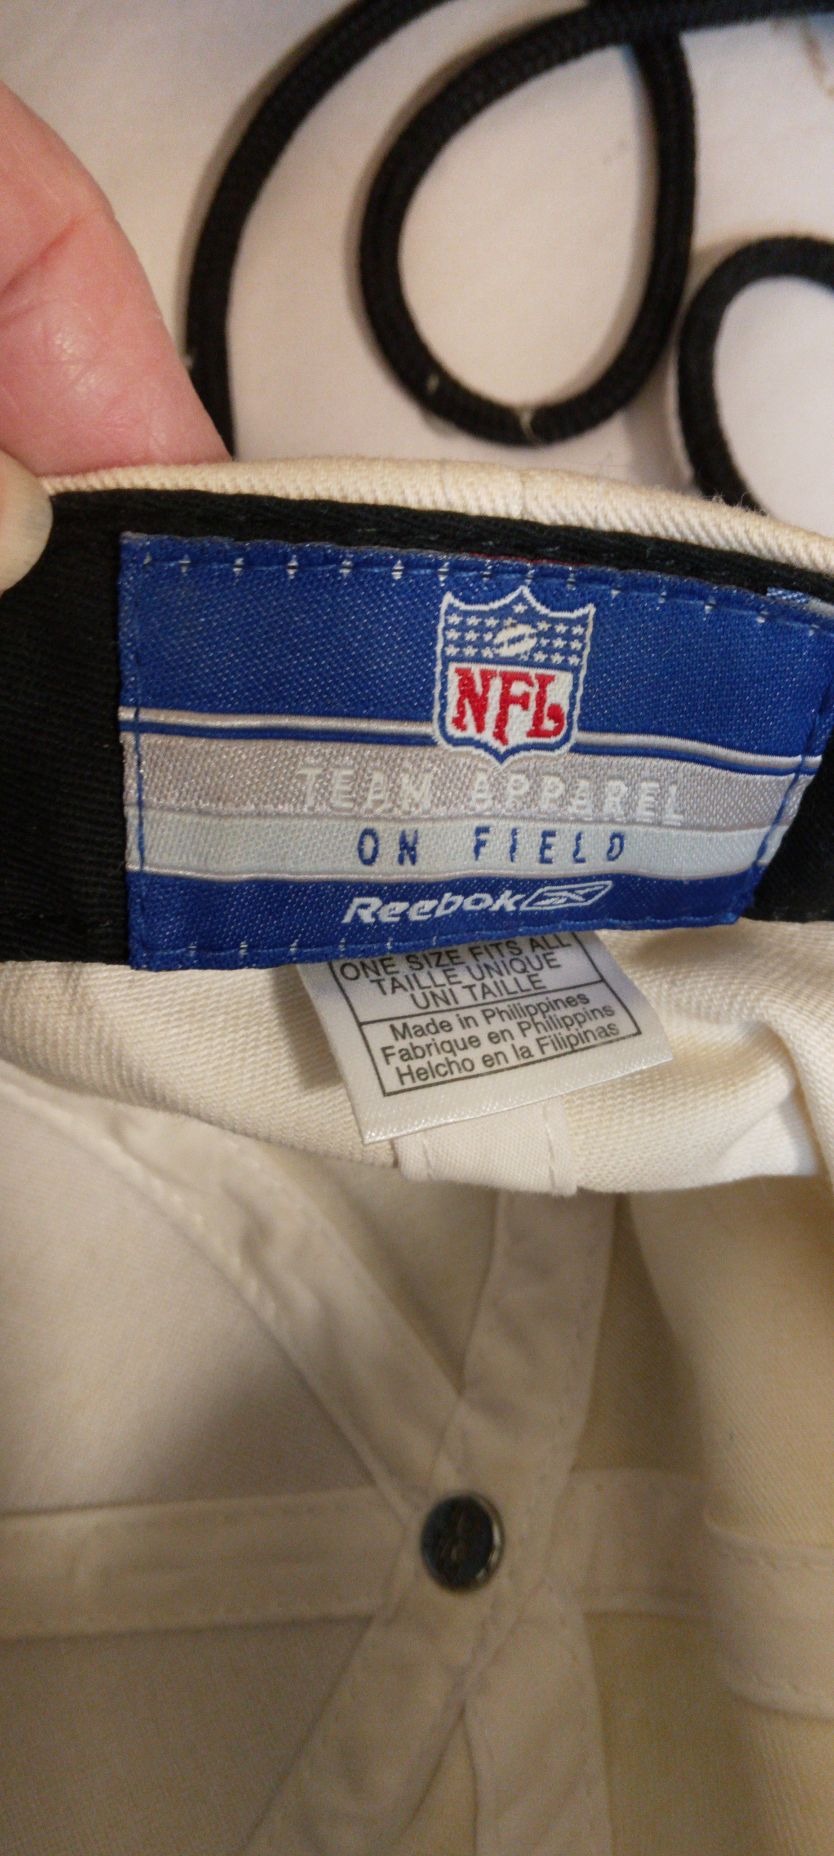 NFL
TEAM APPAREL
ON FIELD
Reebok
ONE SIZE FITS ALL
TAILLE UNIQUE
UNI TAILLE
Made in Philippines
Fabrique en Philippins
Helcho en la Filipinas